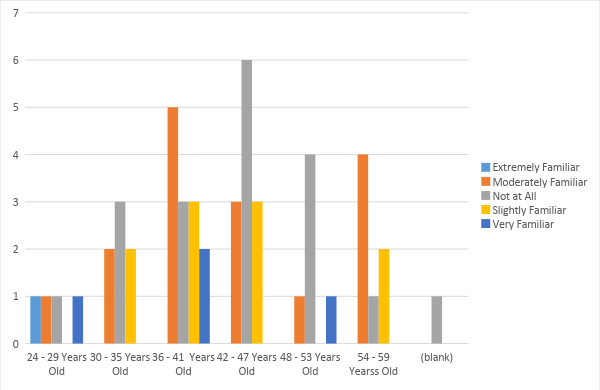 7
6
5
4
3
2
1
0
24 - 29 Years Old
30 - 35 Years Old
36 - 41 Years Old
42 - 47 Years Old
48 - 53 Years Old
54 - 59 Yearss Old
(blank)
Extremely Familiar
Moderately Familiar
Not at All
Slightly Familiar
Very Familiar